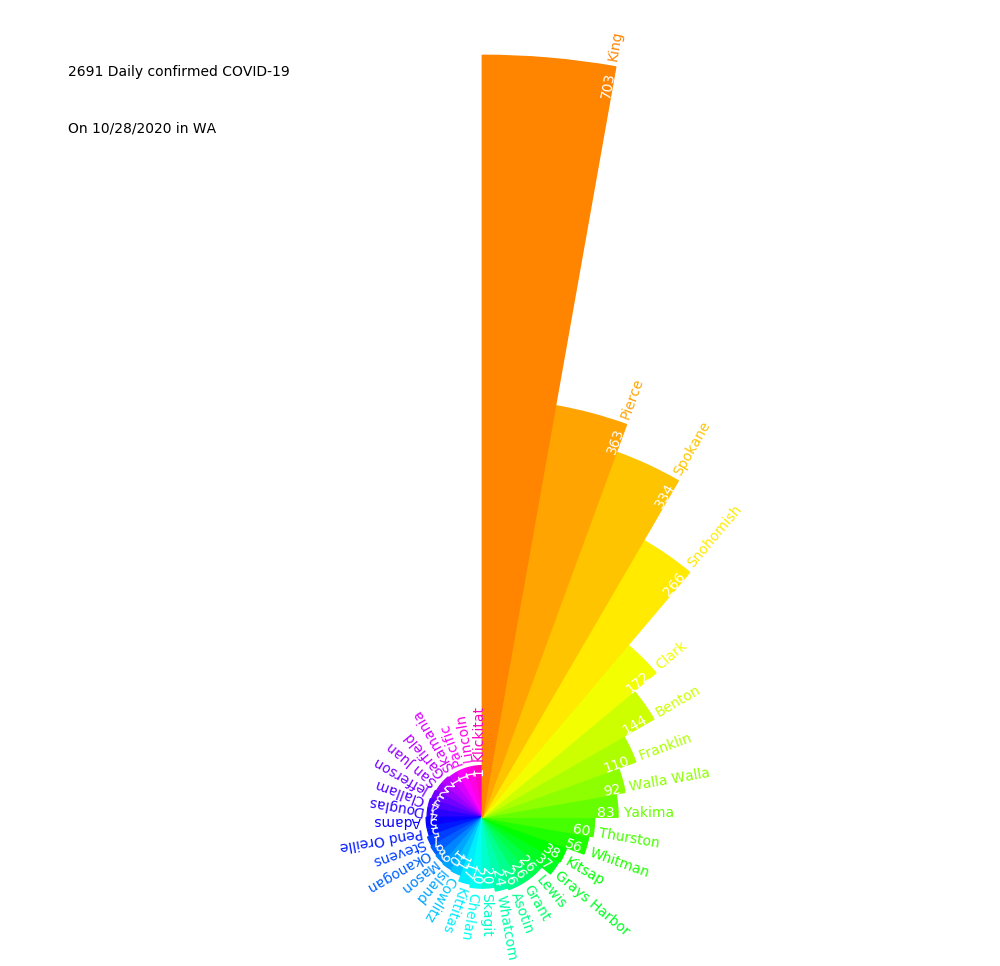 2691 Daily confirmed COVID-19
On 10/28/2020 in WA
King
703
Pierce
363
Spokane
334
Snohomish
266
Clark
172
Benton
144
Franklin
110
Walla Walla
92
Yakima
83
Thurston
60
Whitman
56
Kitsap
38
Grays Harbor
37
Lewis
Grant
Asotin
Whatcom
Skagit
Chelan
Kittitas
Cowlitz
Island
Mason
Okanogan
Stevens
Pend Oreille
Adams
Douglas
Clallam
Jefferson
San Juan
Garfield
Skamania
Pacific
Lincoln
Klickitat